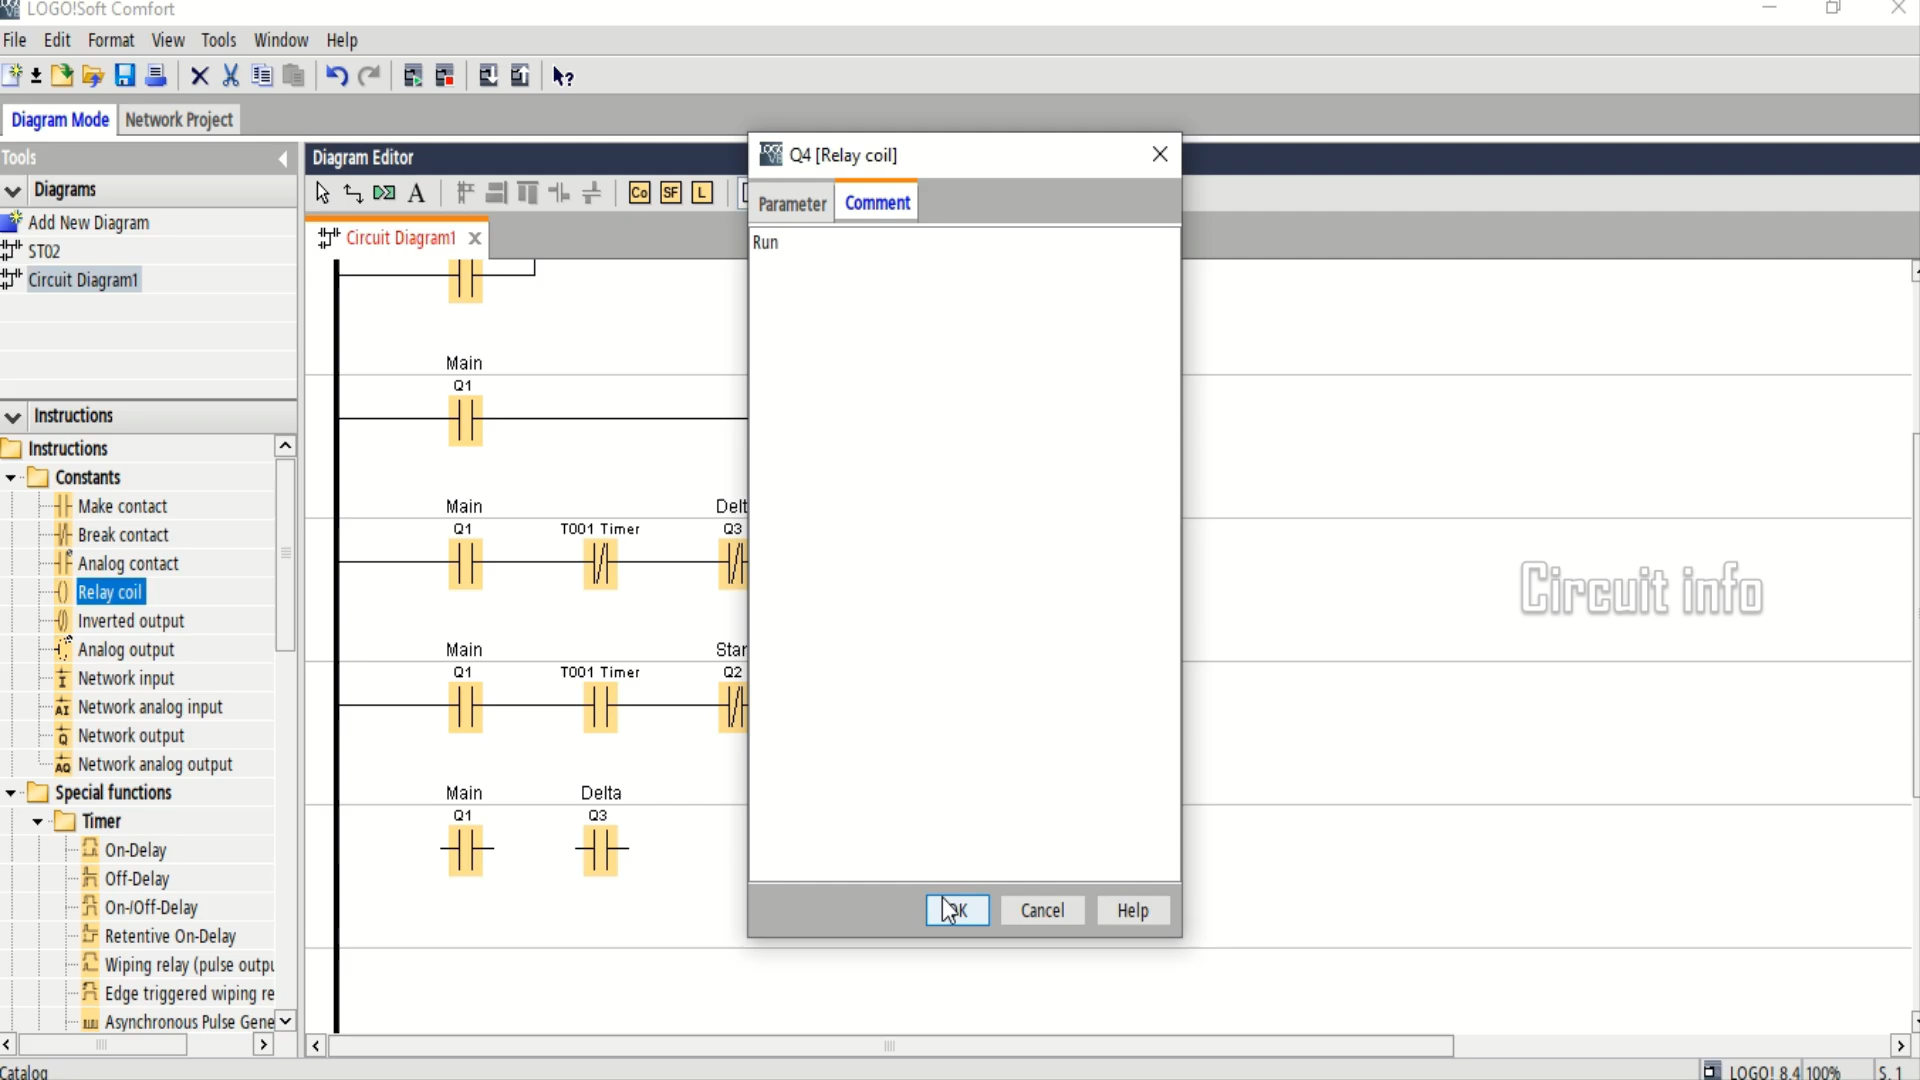 LOGO!Soft Comfort
File Edit Format View Tools Window Help
Diagram Mode Network Project
Tools
Diagrams
Add New Diagram
ST02
Circuit Diagram1
Instructions
Instructions
Constants
Make contact
Break contact
Analog contact
Relay coil
Inverted output
Analog output
Network input
Network analog input
Network output
Network analog output
Special functions
Timer
On-Delay
Off-Delay
On-/Off-Delay
Retentive On-Delay
Wiping relay (pulse outpu
Edge triggered wiping re
Asynchronous Pulse Gene
Catalog
Diagram Editor
A Co SF L
Circuit Diagram1
Main
Q1
Main Delt
Q1 T001 Timer Q3
Main Star
Q1 T001 Timer Q2
Main Delta
Q1 Q3
Q4 [Relay coil]
Parameter Comment
Run
OK Cancel Help
Circuit info
LOGO! 8.4 100% S. 1